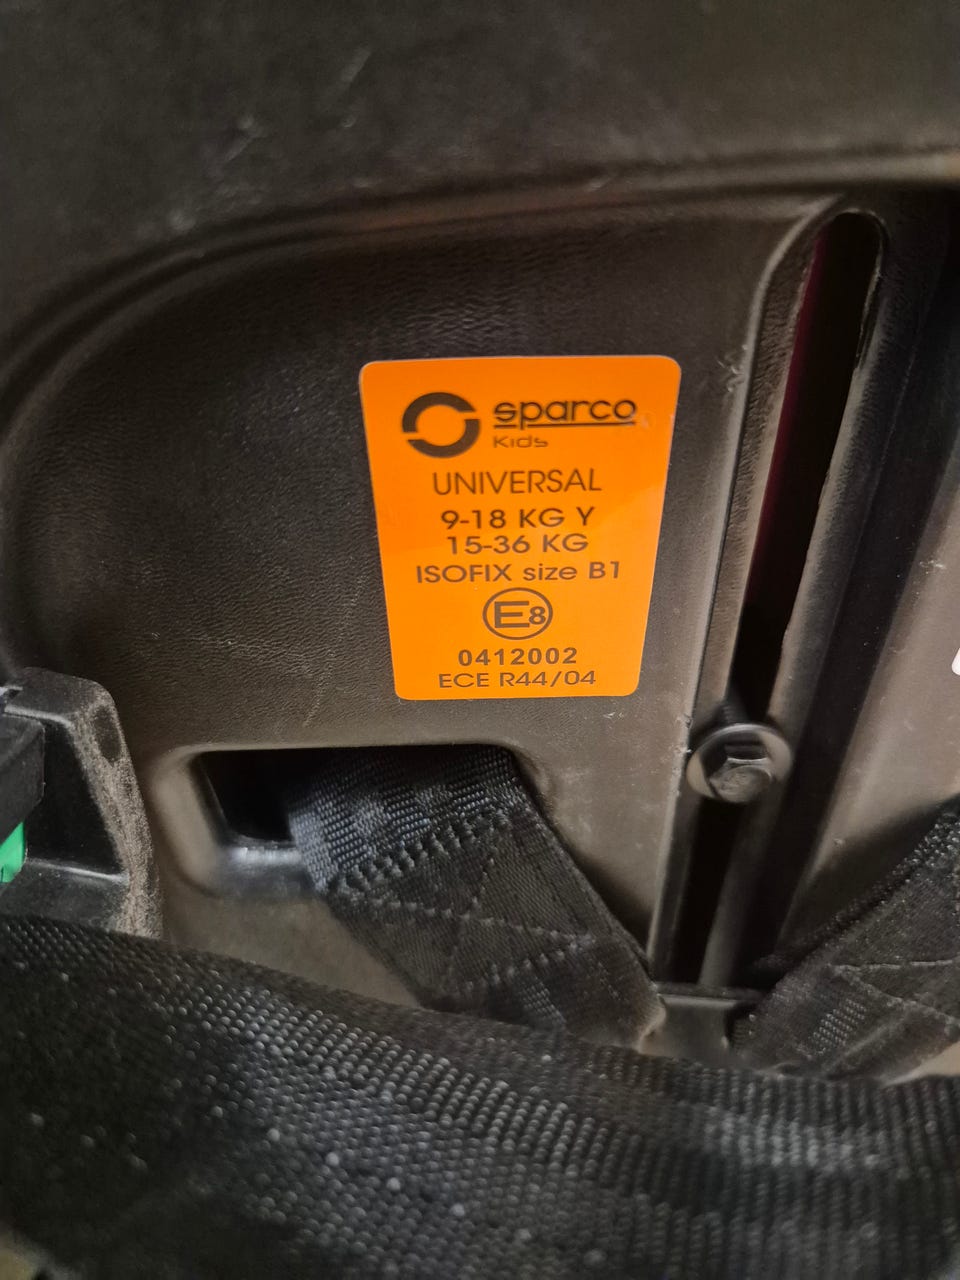 sparco
Kids
UNIVERSAL
9-18 KG Y
15-36 KG
ISOFIX size B1
E8
0412002
ECE R44/04